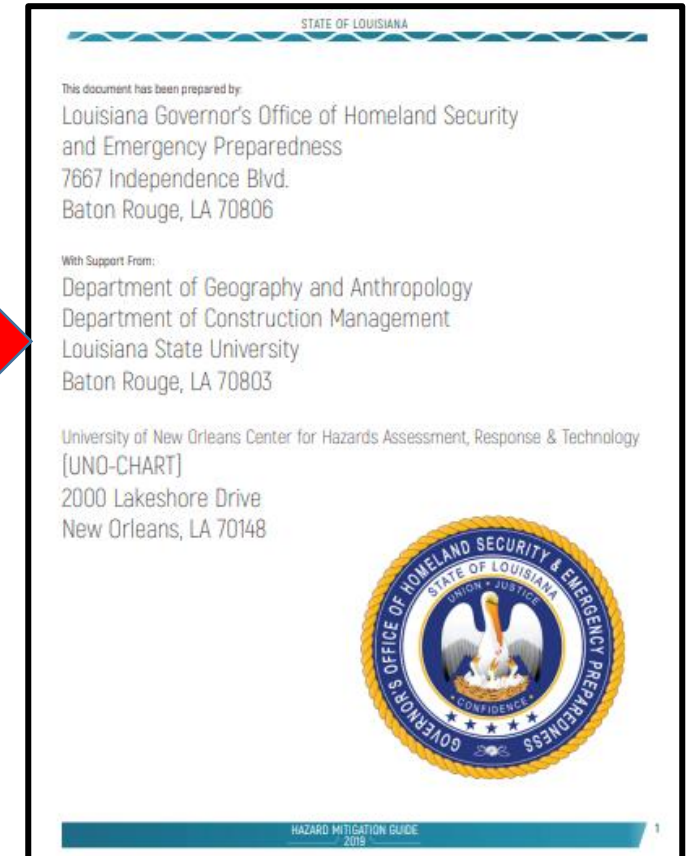 STATE OF LOUISIANA
This document has been prepared by:
Louisiana Governor's Office of Homeland Security
and Emergency Preparedness
7667 Independence Blvd.
Baton Rouge, LA 70806
With Support From:
Department of Geography and Anthropology
Department of Construction Management
Louisiana State University
Baton Rouge, LA 70803
University of New Orleans Center for Hazards Assessment, Response & Technology
(UNO-CHART)
2000 Lakeshore Drive
New Orleans, LA 70148
GOVERNOR'S OFFICE OF HOMELAND SECURITY & EMERGENCY PREPAREDNESS
STATE OF LOUISIANA
UNION • JUSTICE
• CONFIDENCE •
HAZARD MITIGATION GUIDE
2019
1